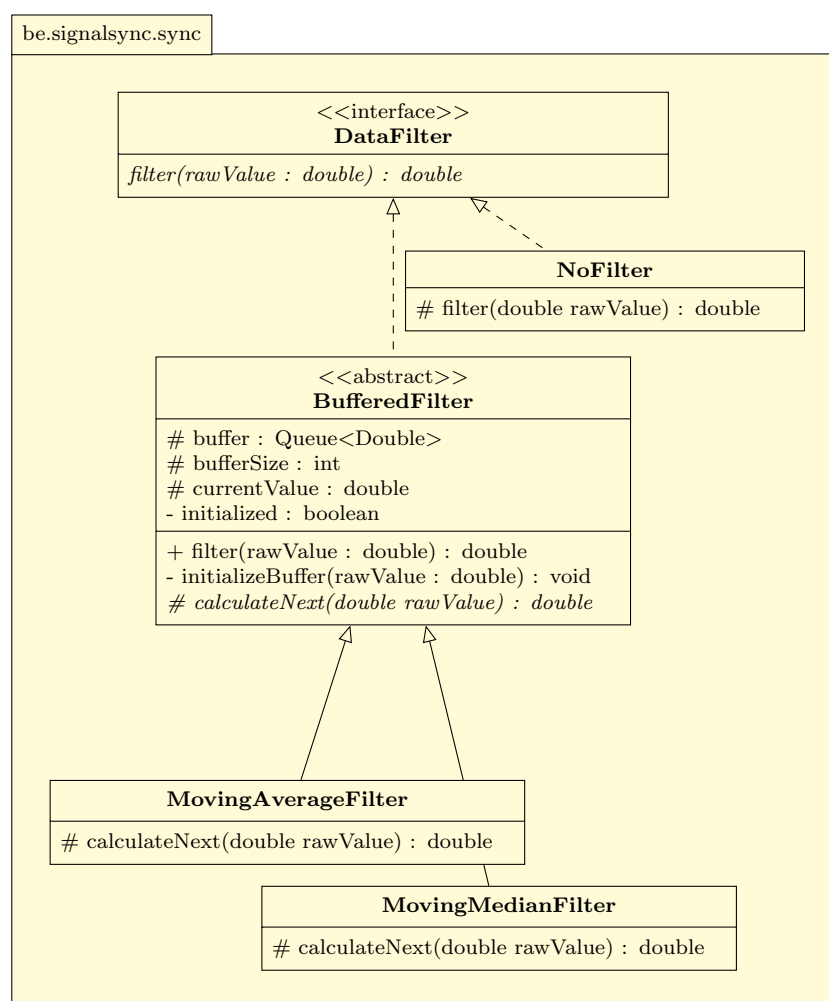 be.signalsync.sync
<<interface>>
DataFilter
filter(rawValue : double) : double
NoFilter
# filter(double rawValue) : double
<<abstract>>
BufferedFilter
# buffer : Queue<Double>
# bufferSize : int
# currentValue : double
- initialized : boolean
+ filter(rawValue : double) : double
- initializeBuffer(rawValue : double) : void
# calculateNext(double rawValue) : double
MovingAverageFilter
# calculateNext(double rawValue) : double
MovingMedianFilter
# calculateNext(double rawValue) : double